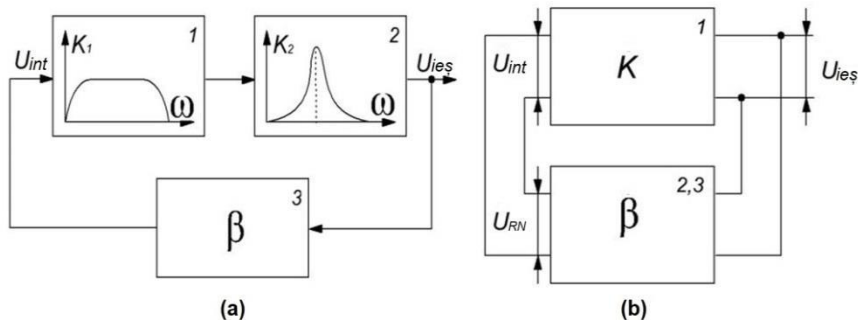 K1
1
Uint
ω
K2
2
Uieș
ω
3
β
(a)
1
Uint
K
Uieș
2,3
URN
β
(b)